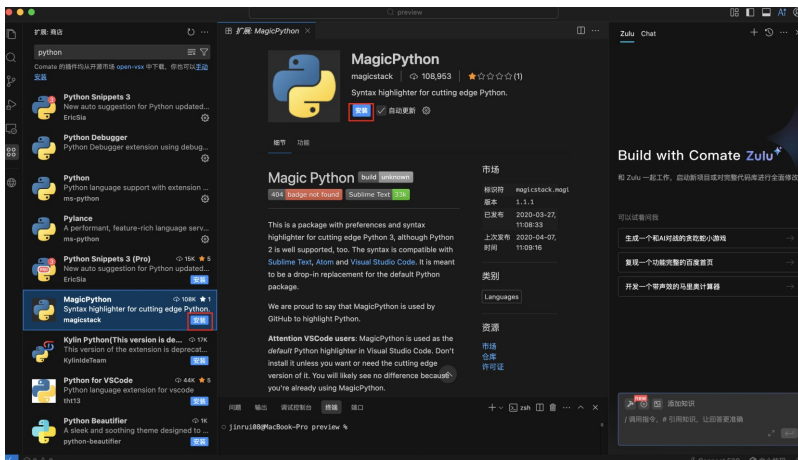 preview
扩展: 商店
python
Comate 的插件均从开源市场 open-vsx 中下载，你也可以手动
安装
Python Snippets 3
New auto suggestion for Python updated...
EricSia
Python Debugger
Python Debugger extension using debug...
Python
Python language support with extension ...
ms-python
Pylance
A performant, feature-rich language serv...
ms-python
Python Snippets 3 (Pro) 15K 5
New auto suggestion for Python updated...
EricSia 安装
MagicPython 108K 1
Syntax highlighter for cutting edge Python.
magicstack 安装
Kylin Python(This version is de... 17K
This version of the extension is deprecat...
KylinideTeam 安装
Python for VSCode 44K 5
Python language extension for vscode
tht13 安装
Python Beautifier 1K
A sleek and soothing theme designed to ...
python-beautifier 安装
扩展: MagicPython
MagicPython
magicstack 108,953 (1)
Syntax highlighter for cutting edge Python.
安装 自动更新
细节 功能
Magic Python build unknown
404 badge not found Sublime Text 33k
This is a package with preferences and syntax
highlighter for cutting edge Python 3, although Python
2 is well supported, too. The syntax is compatible with
Sublime Text, Atom and Visual Studio Code. It is meant
to be a drop-in replacement for the default Python
package.
We are proud to say that MagicPython is used by
GitHub to highlight Python.
Attention VSCode users: MagicPython is used as the
default Python highlighter in Visual Studio Code. Don't
install it unless you want or need the cutting edge
version of it. You will likely see no difference because
you're already using MagicPython.
市场
标识符 magicstack.magi
版本 1.1.1
已发布 2020-03-27,
11:08:33
上次发布 2020-04-07,
时间 11:09:16
类别
Languages
资源
市场
仓库
许可证
问题 输出 调试控制台 终端 端口
zsh
jinrui08@MacBook-Pro preview %
Zulu Chat
Build with Comate Zulu
和 Zulu 一起工作，启动新项目或对完整代码库进行全面修改
可以试着问我
生成一个和AI对战的贪吃蛇小游戏
复现一个功能完整的百度首页
开发一个带声效的马里奥计算器
new
添加知识
/ 调用指令，# 引用知识，让回答更准确